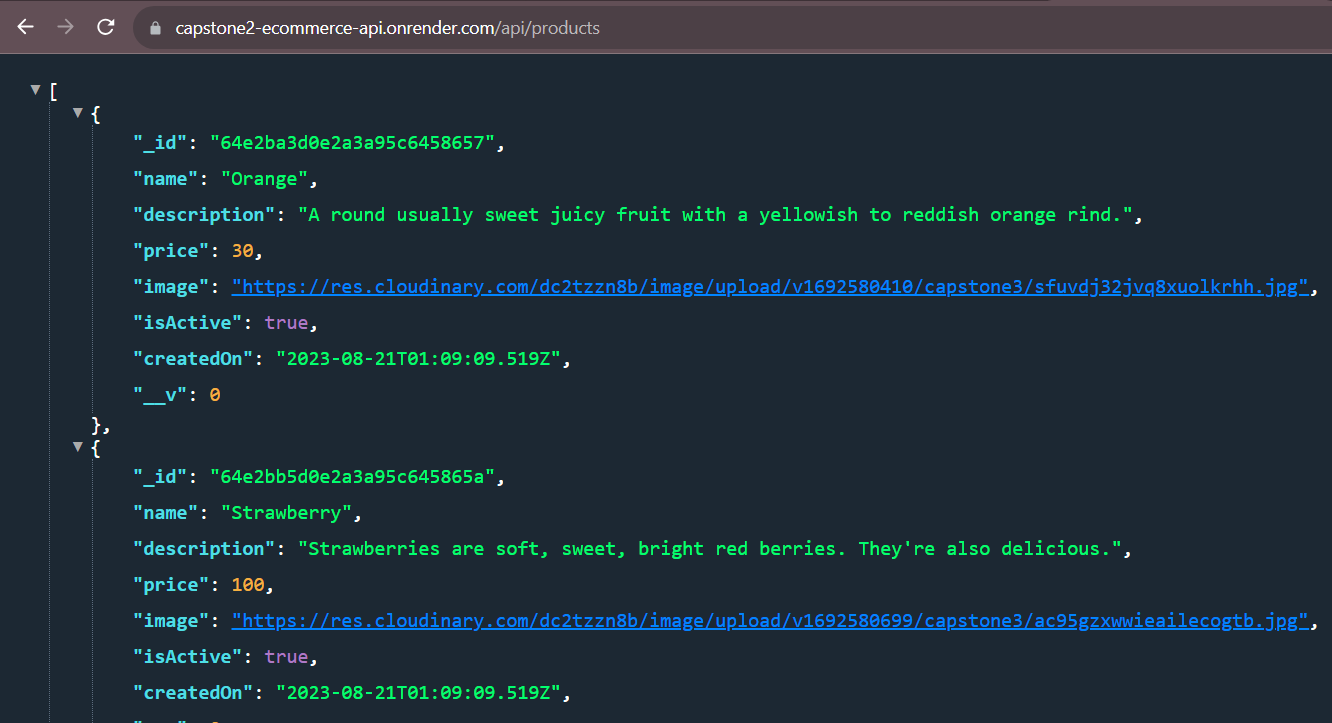 capstone2-ecommerce-api.onrender.com/api/products
[
{
"_id": "64e2ba3d0e2a3a95c6458657",
"name": "Orange",
"description": "A round usually sweet juicy fruit with a yellowish to reddish orange rind.",
"price": 30,
"image": "https://res.cloudinary.com/dc2tzzn8b/image/upload/v1692580410/capstone3/sfuvdj32jvq8xuolkrhh.jpg",
"isActive": true,
"createdOn": "2023-08-21T01:09:09.519Z",
"__v": 0
},
{
"_id": "64e2bb5d0e2a3a95c645865a",
"name": "Strawberry",
"description": "Strawberries are soft, sweet, bright red berries. They're also delicious.",
"price": 100,
"image": "https://res.cloudinary.com/dc2tzzn8b/image/upload/v1692580699/capstone3/ac95gzxwwieailecogtb.jpg",
"isActive": true,
"createdOn": "2023-08-21T01:09:09.519Z",